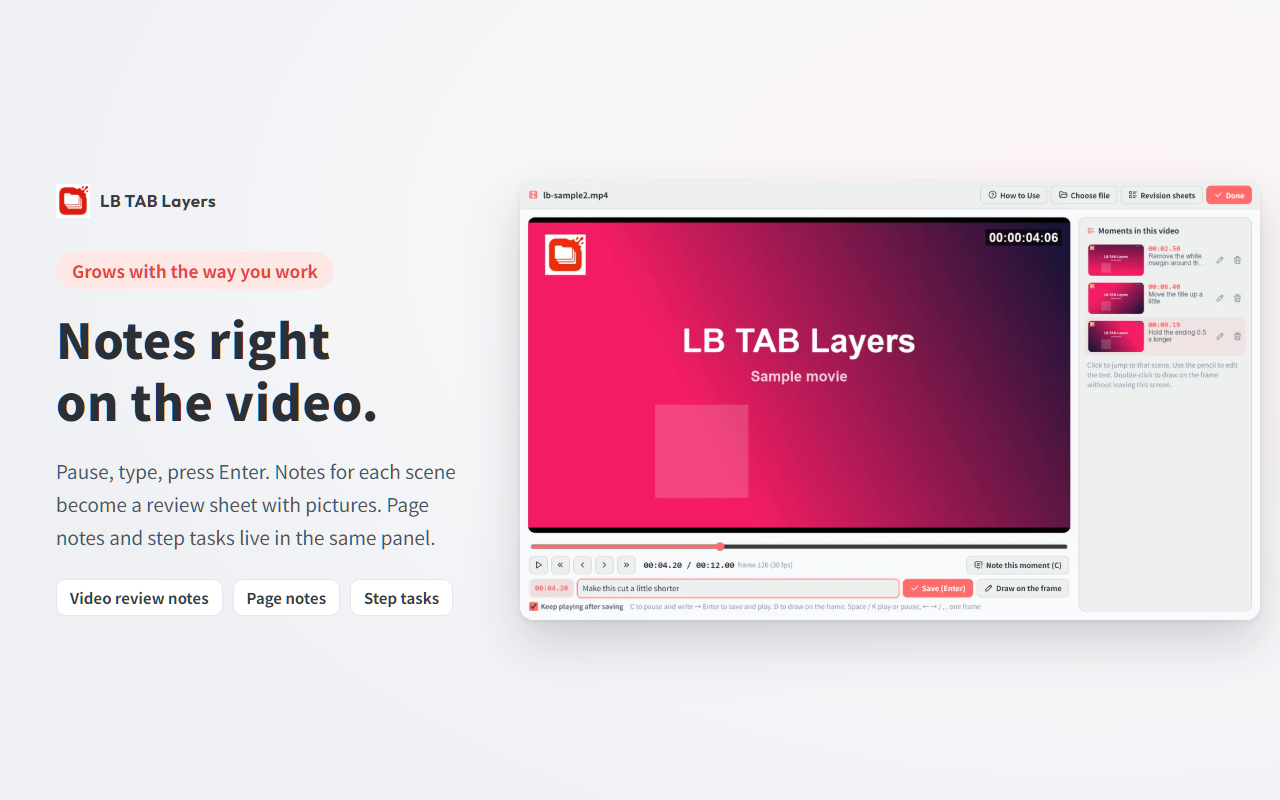 LB TAB Layers
Grows with the way you work
Notes right
on the video.
Pause, type, press Enter. Notes for each scene
become a review sheet with pictures. Page
notes and step tasks live in the same panel.
Video review notes
Page notes
Step tasks
lb-sample2.mp4
How to Use
Choose file
Revision sheets
Done
00:00:04:06
LB TAB Layers
Sample movie
00:04.20 / 00:12.00 frame 126 (30 fps)
Note this moment (C)
00:04.20
Make this cut a little shorter
Save (Enter)
Draw on the frame
Keep playing after saving
C to pause and write → Enter to save and play. D to draw on the frame. Space / K play or pause, ← → / , . one frame
Moments in this video
00:02.50
Remove the white
margin around th...
00:06.40
Move the title up a
little
00:09.19
Hold the ending 0.5
s longer
Click to jump to that scene. Use the pencil to edit
the text. Double-click to draw on the frame
without leaving this screen.